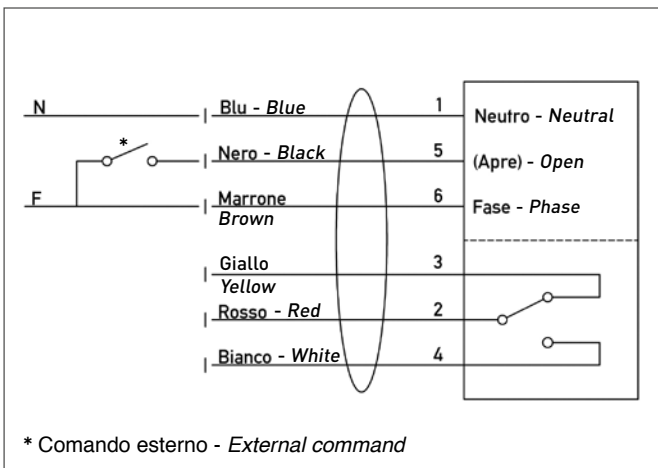 N
Blu - Blue
1
Neutro - Neutral
*
Nero - Black
5
(Apre) - Open
F
Marrone
Brown
6
Fase - Phase
Giallo
Yellow
3
Rosso - Red
2
Bianco - White
4
* Comando esterno - External command